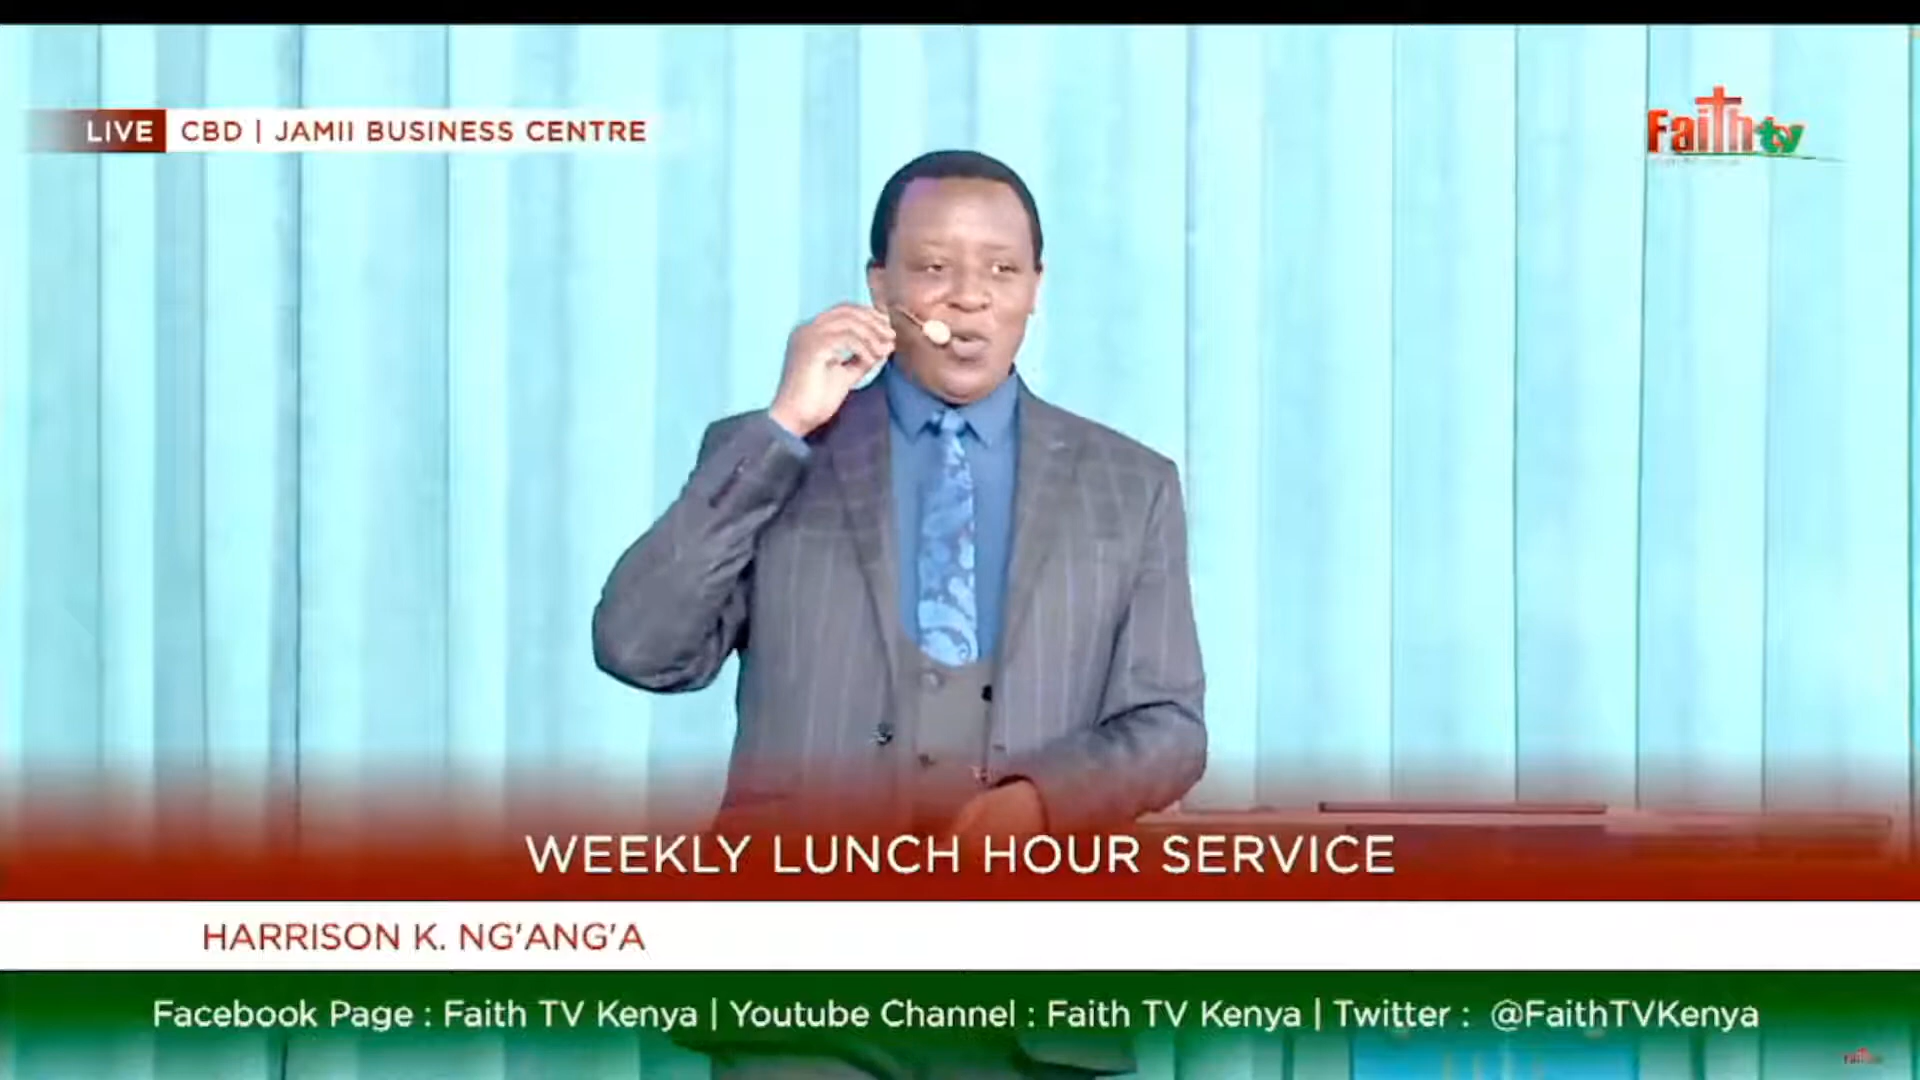 LIVE CBD | JAMII BUSINESS CENTRE
Faith tv
WEEKLY LUNCH HOUR SERVICE
HARRISON K. NG'ANG'A
Facebook Page : Faith TV Kenya | Youtube Channel : Faith TV Kenya | Twitter : @FaithTVKenya